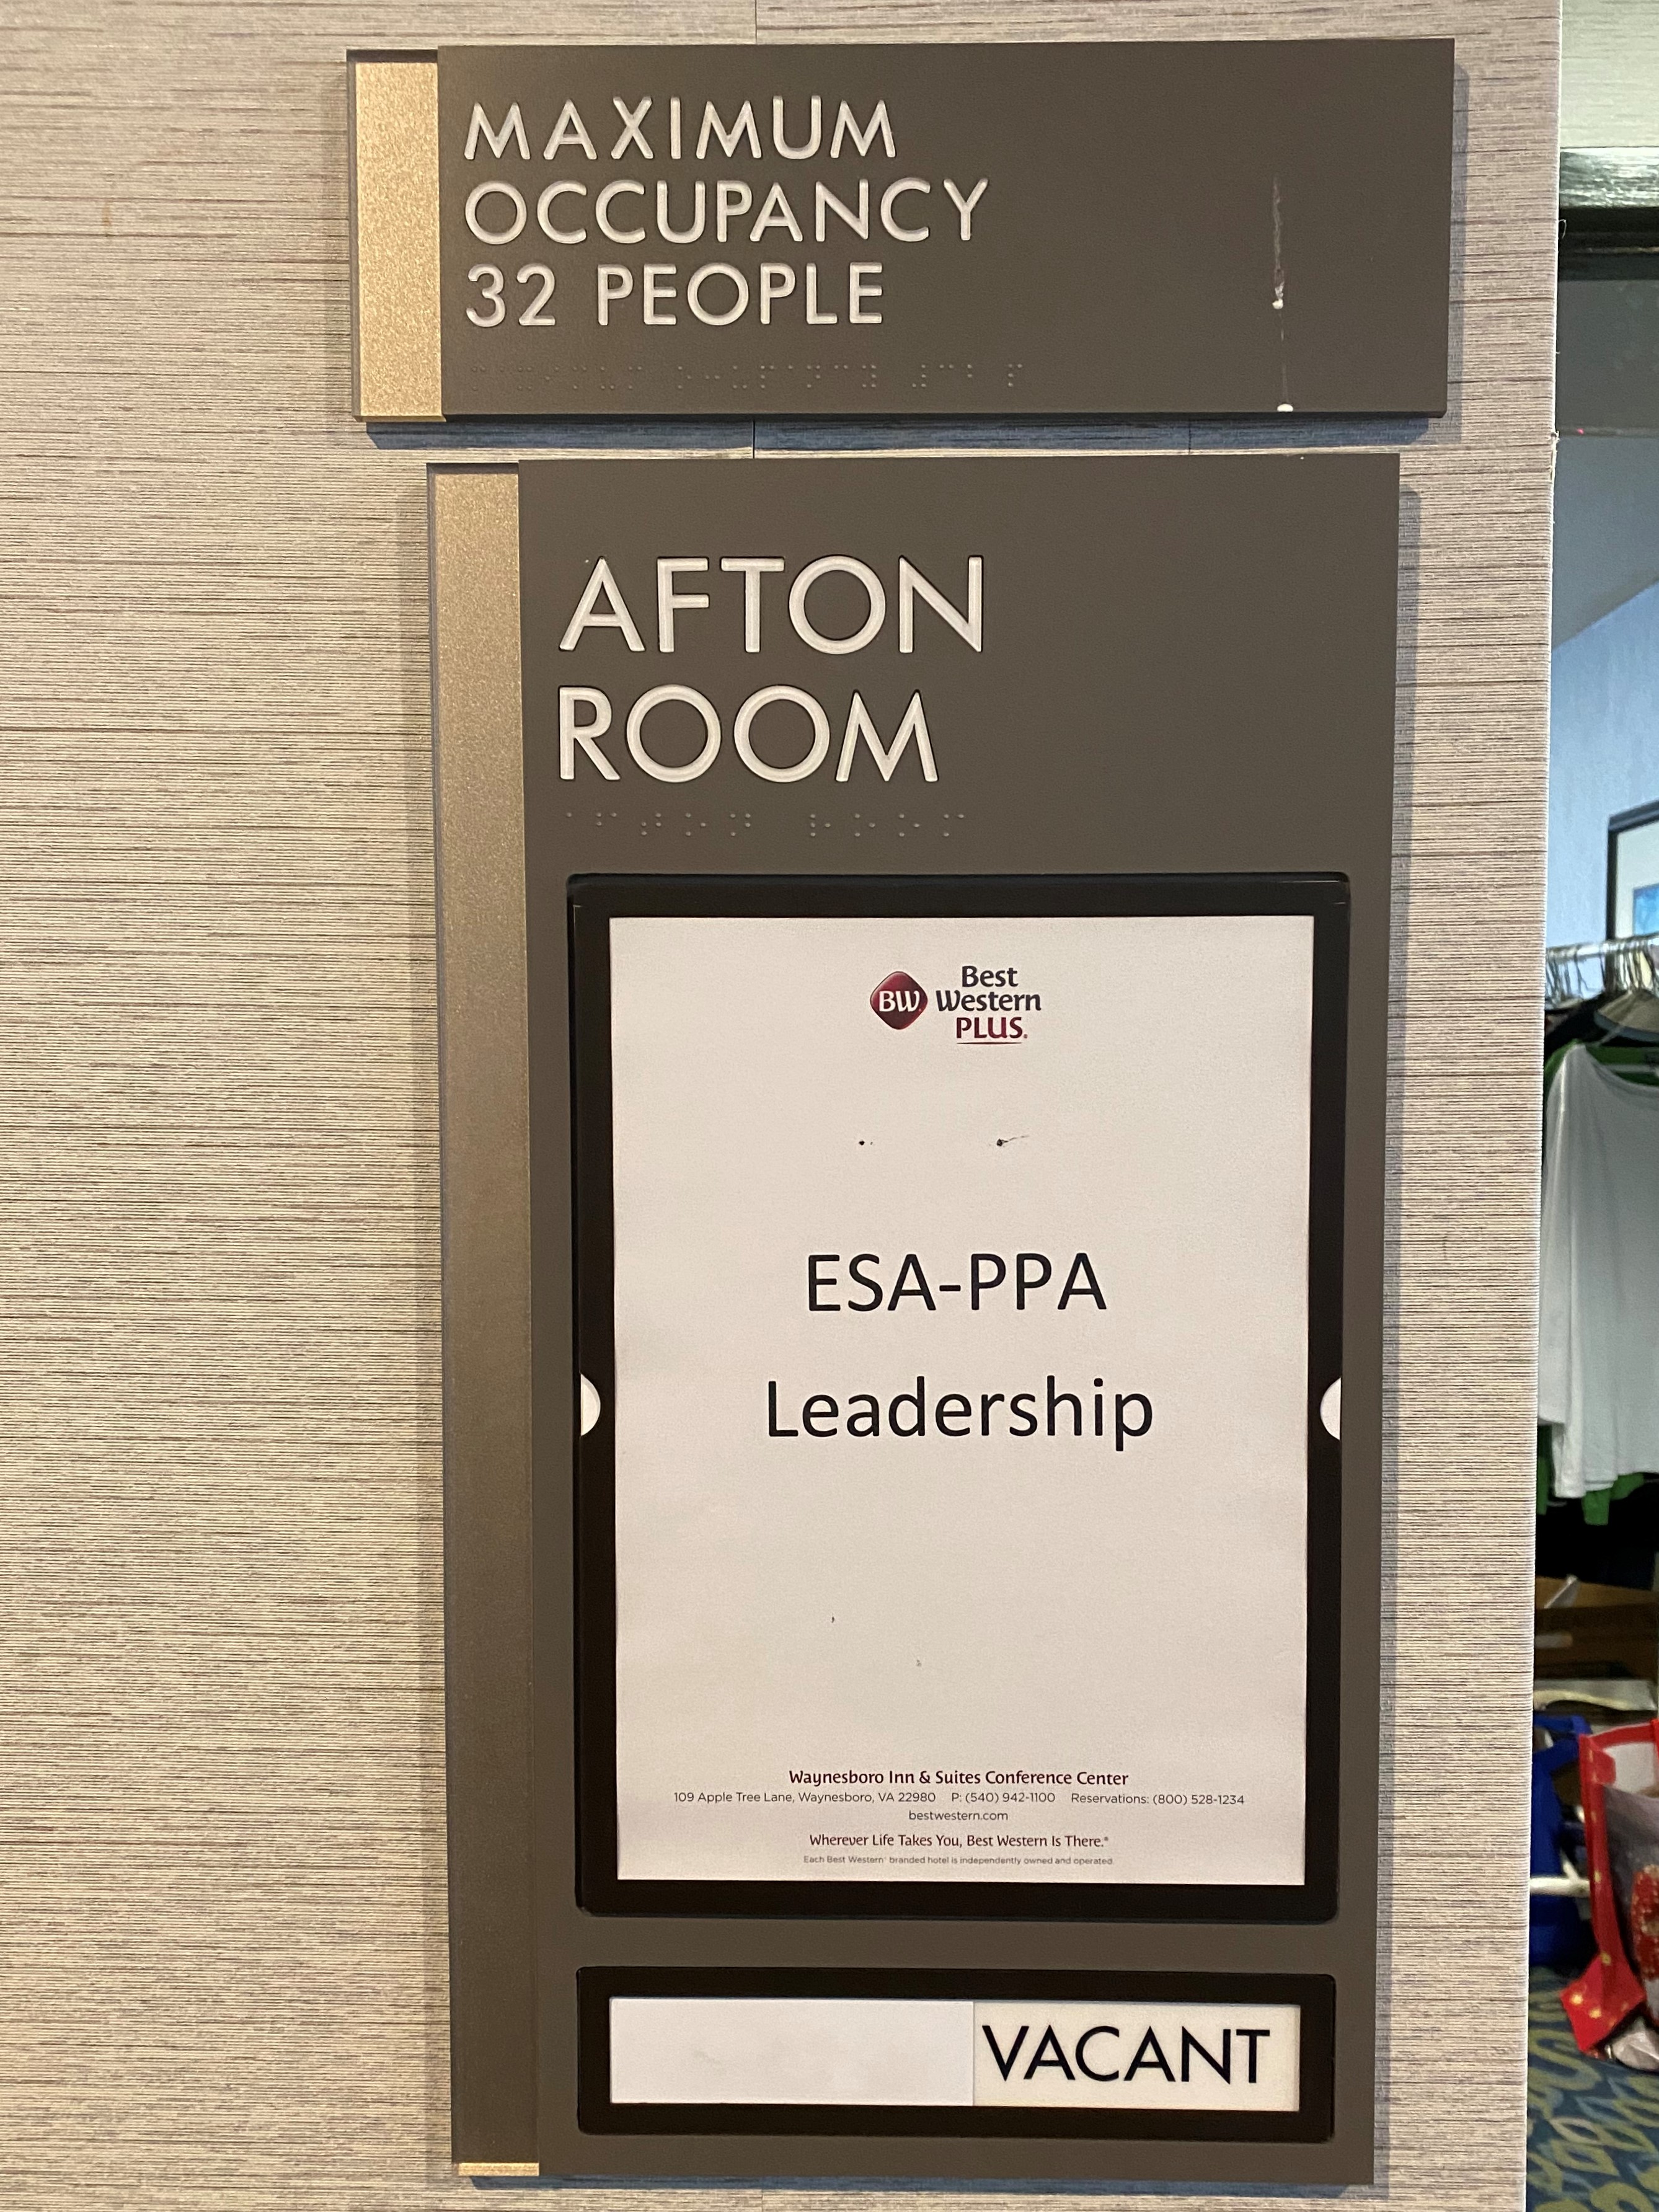 MAXIMUM
OCCUPANCY
32 PEOPLE
AFTON
ROOM
BW
Best
Western
PLUS.
ESA-PPA
Leadership
Waynesboro Inn & Suites Conference Center
109 Apple Tree Lane, Waynesboro, VA 22980 P: (540) 942-1100 Reservations: (800) 528-1234
bestwestern.com
Wherever Life Takes You, Best Western Is There.®
Each Best Western® branded hotel is independently owned and operated.
VACANT